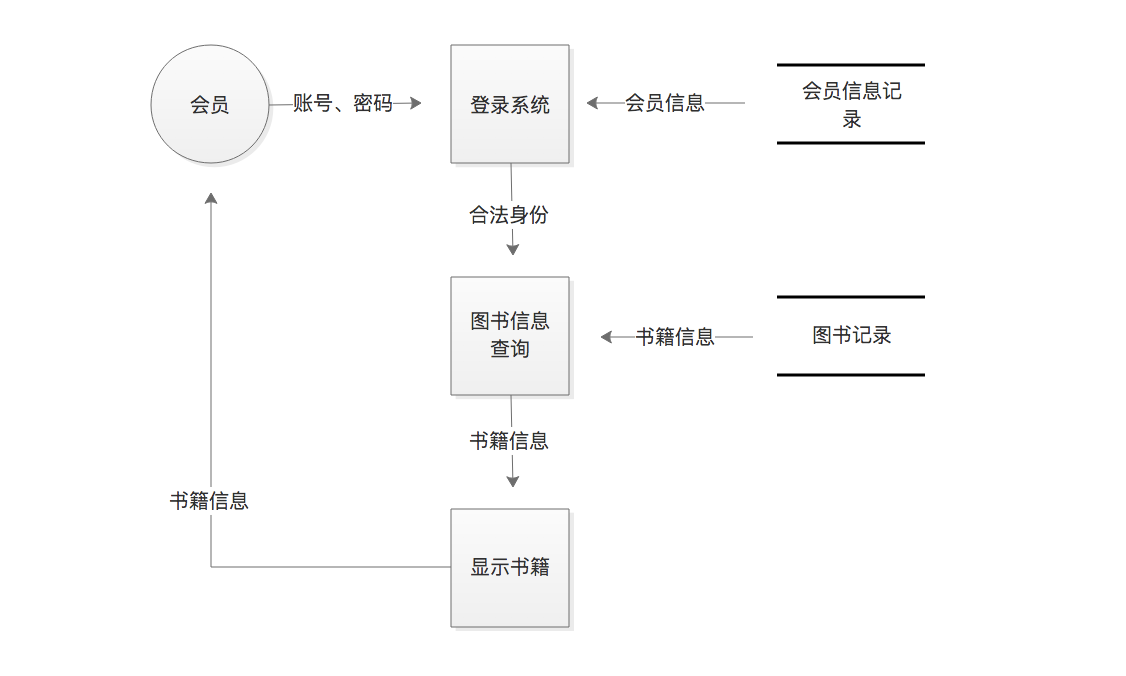 会员
账号、密码
登录系统
会员信息
会员信息记
录
合法身份
图书信息
查询
书籍信息
图书记录
书籍信息
书籍信息
显示书籍